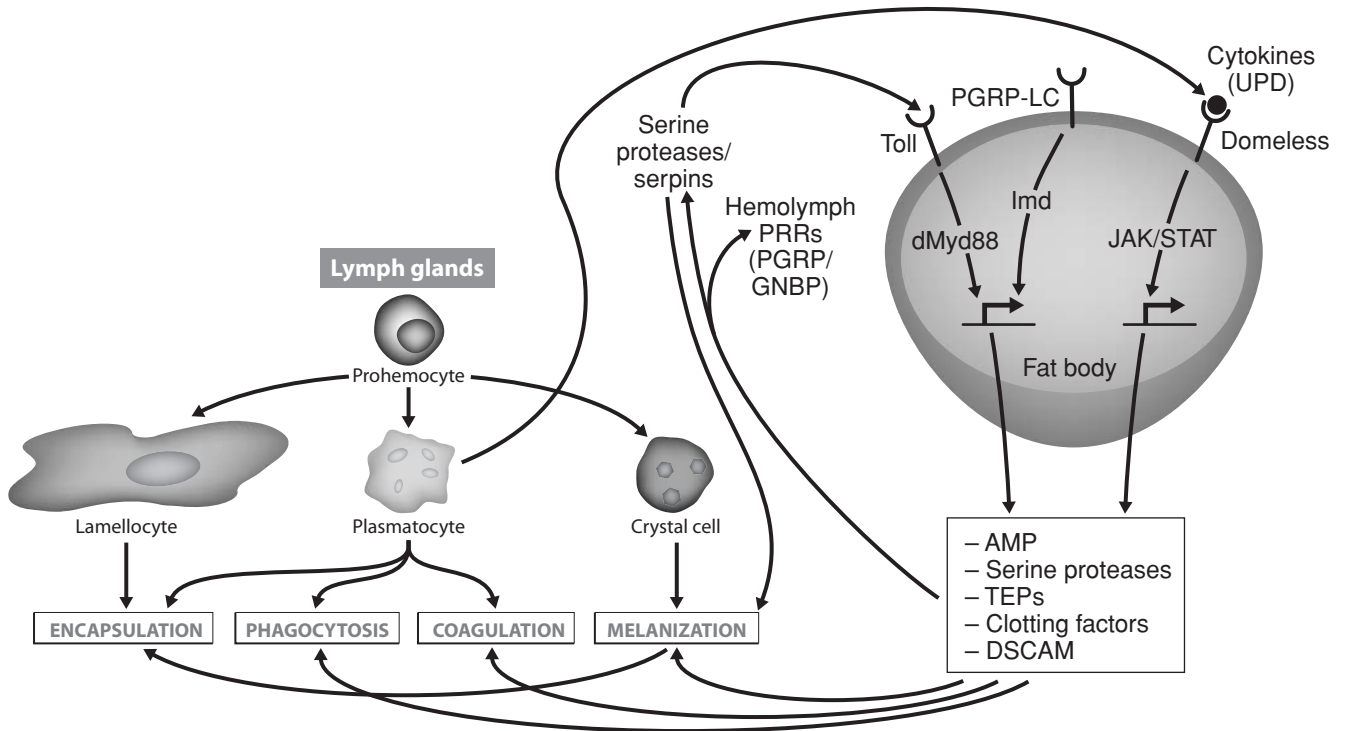 Cytokines
(UPD)
PGRP-LC
Serine
proteases/
serpins
Toll
Domeless
Imd
Hemolymph
PRRs
(PGRP/
GNBP)
dMyd88
JAK/STAT
Lymph glands
Prohemocyte
Fat body
Lamellocyte
Plasmatocyte
Crystal cell
– AMP
– Serine proteases
– TEPs
– Clotting factors
– DSCAM
ENCAPSULATION
PHAGOCYTOSIS
COAGULATION
MELANIZATION